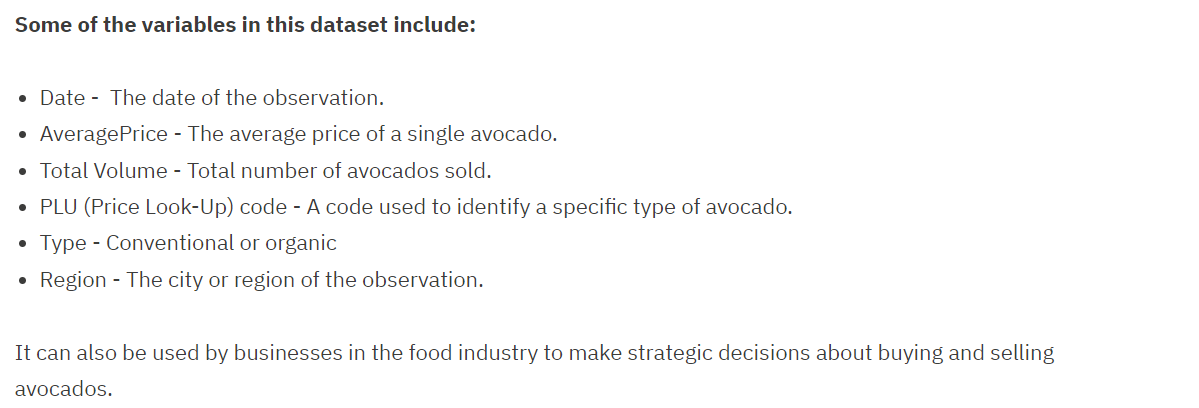 Some of the variables in this dataset include:
• Date -  The date of the observation.
• AveragePrice - The average price of a single avocado.
• Total Volume - Total number of avocados sold.
• PLU (Price Look-Up) code - A code used to identify a specific type of avocado.
• Type - Conventional or organic
• Region - The city or region of the observation.
It can also be used by businesses in the food industry to make strategic decisions about buying and selling
avocados.